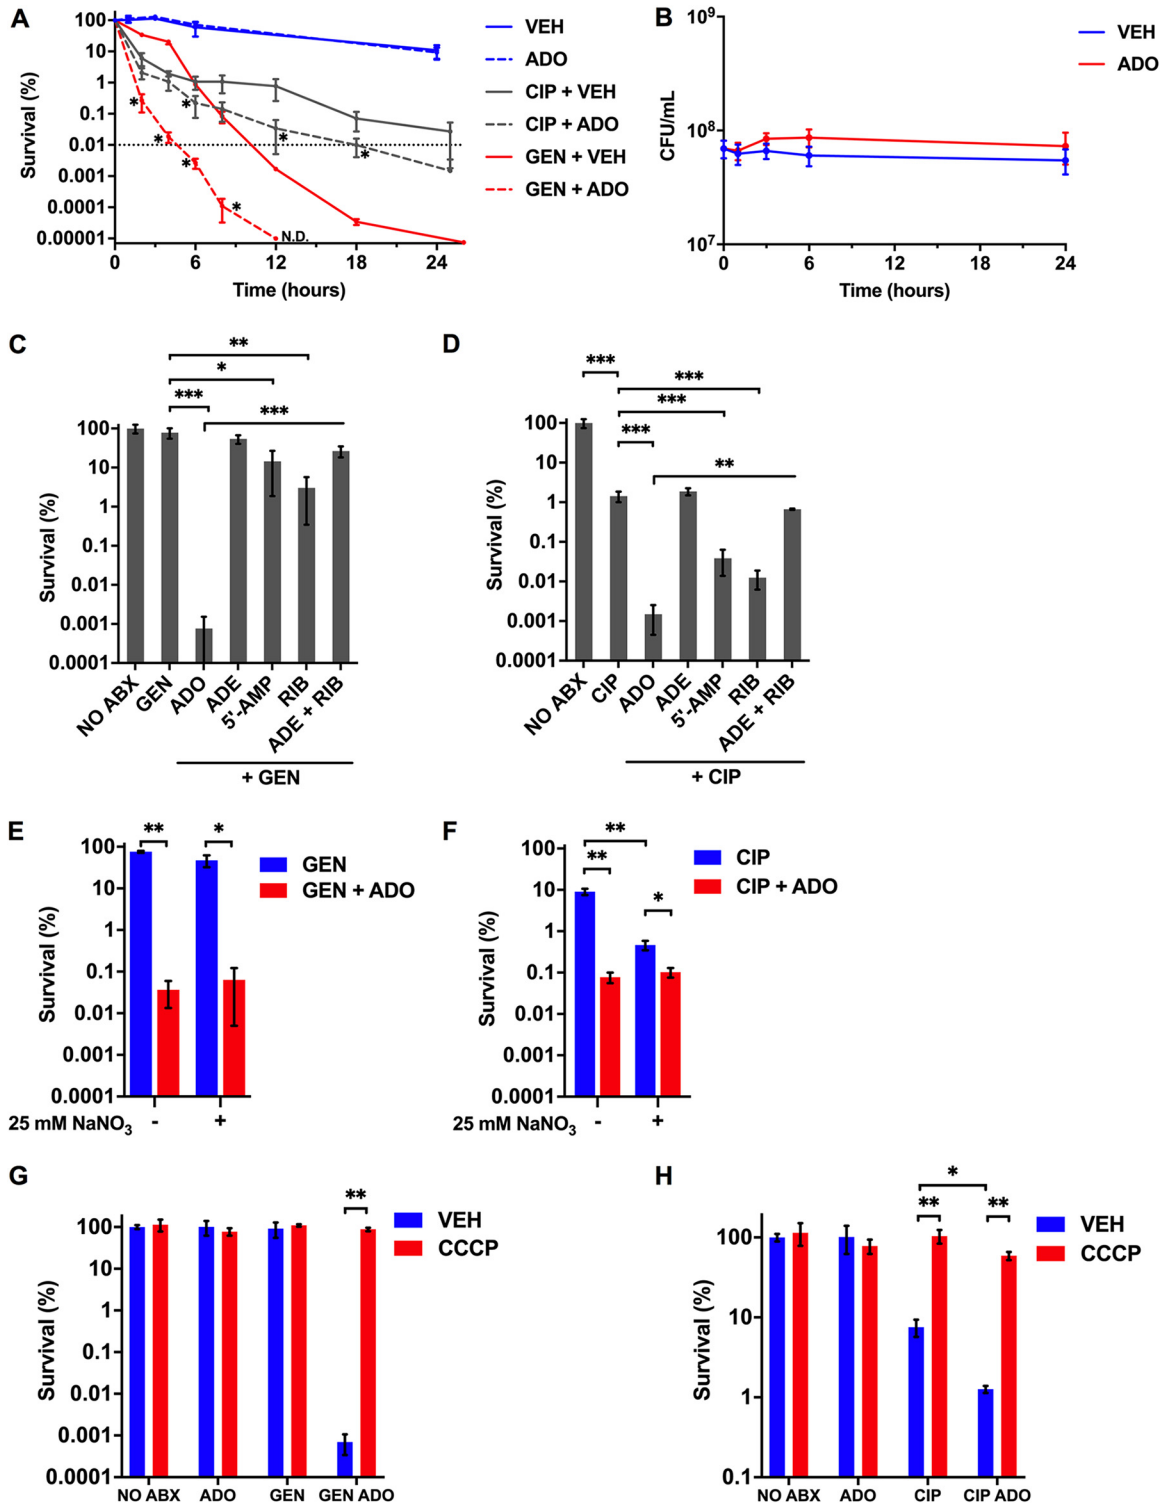 A
Survival (%)
100
10
1
0.1
0.01
0.001
0.0001
0.00001
*
*
*
*
*
*
*
N.D.
0 6 12 18 24
Time (hours)
VEH
ADO
CIP + VEH
CIP + ADO
GEN + VEH
GEN + ADO
B
CFU/mL
10⁹
10⁸
10⁷
0 6 12 18 24
Time (hours)
VEH
ADO
C
**
*
***
***
Survival (%)
100
10
1
0.1
0.01
0.001
0.0001
NO ABX GEN ADO ADE 5'-AMP RIB ADE + RIB
+ GEN
D
***
***
***
***
**
Survival (%)
100
10
1
0.1
0.01
0.001
0.0001
NO ABX CIP ADO ADE 5'-AMP RIB ADE + RIB
+ CIP
E
** *
Survival (%)
100
10
1
0.1
0.01
0.001
0.0001
25 mM NaNO₃ - +
GEN
GEN + ADO
F
**
**
*
Survival (%)
100
10
1
0.1
0.01
0.001
0.0001
25 mM NaNO₃ - +
CIP
CIP + ADO
G
**
Survival (%)
100
10
1
0.1
0.01
0.001
0.0001
NO ABX ADO GEN GEN ADO
VEH
CCCP
H
*
** **
Survival (%)
100
10
1
0.1
NO ABX ADO CIP CIP ADO
VEH
CCCP